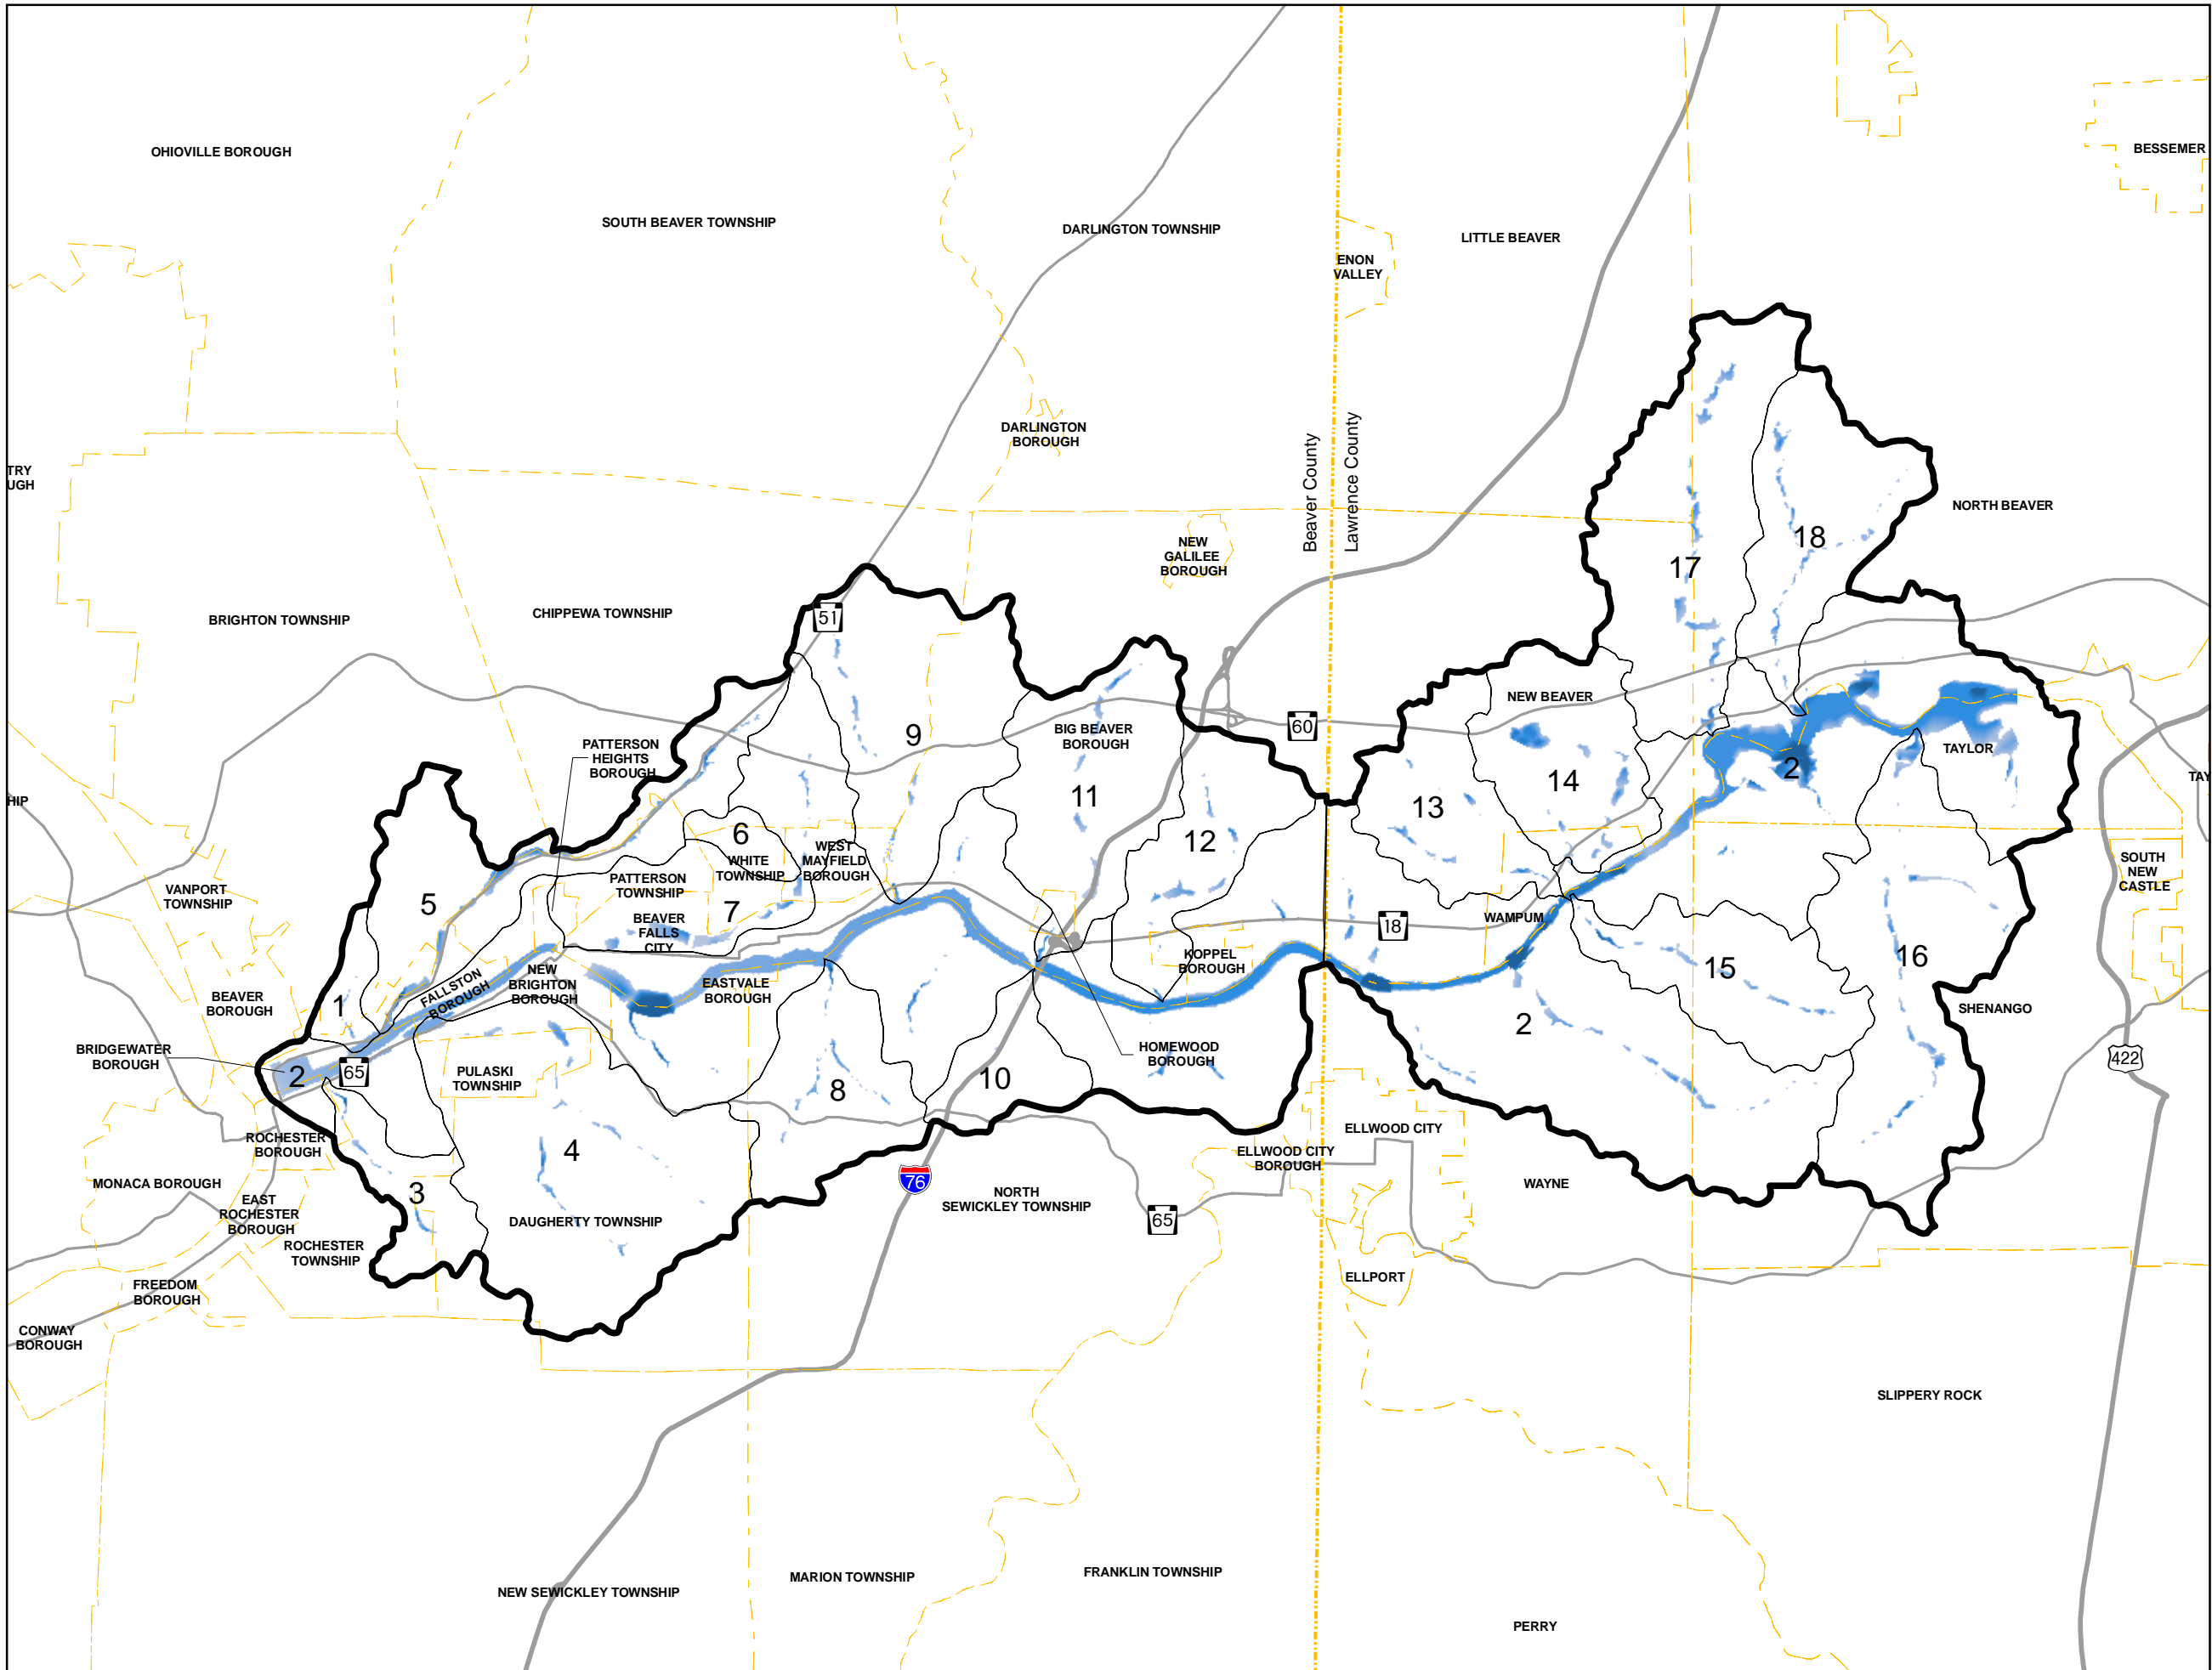 OHIOVILLE BOROUGH
BESSEMER
SOUTH BEAVER TOWNSHIP
DARLINGTON TOWNSHIP
LITTLE BEAVER
ENON
VALLEY
DARLINGTON
BOROUGH
Beaver County
Lawrence County
TRY
UGH
NORTH BEAVER
NEW
GALILEE
BOROUGH
18
17
BRIGHTON TOWNSHIP
CHIPPEWA TOWNSHIP
51
NEW BEAVER
60
BIG BEAVER
BOROUGH
9
PATTERSON
HEIGHTS
BOROUGH
TAYLOR
2
TAY
HIP
14
13
11
12
6
WHITE
TOWNSHIP
WEST
MAYFIELD
BOROUGH
PATTERSON
TOWNSHIP
7
BEAVER
FALLS
CITY
SOUTH
NEW
CASTLE
VANPORT
TOWNSHIP
5
18
WAMPUM
KOPPEL
BOROUGH
15
16
FALLSTON
BOROUGH
NEW
BRIGHTON
BOROUGH
EASTVALE
BOROUGH
BEAVER
BOROUGH
1
SHENANGO
2
BRIDGEWATER
BOROUGH
HOMEWOOD
BOROUGH
422
2
65
PULASKI
TOWNSHIP
8
10
ROCHESTER
BOROUGH
4
ELLWOOD CITY
ELLWOOD CITY
BOROUGH
MONACA BOROUGH
3
76
WAYNE
EAST
ROCHESTER
BOROUGH
NORTH
SEWICKLEY TOWNSHIP
65
DAUGHERTY TOWNSHIP
ROCHESTER
TOWNSHIP
ELLPORT
FREEDOM
BOROUGH
CONWAY
BOROUGH
SLIPPERY ROCK
MARION TOWNSHIP
FRANKLIN TOWNSHIP
NEW SEWICKLEY TOWNSHIP
PERRY